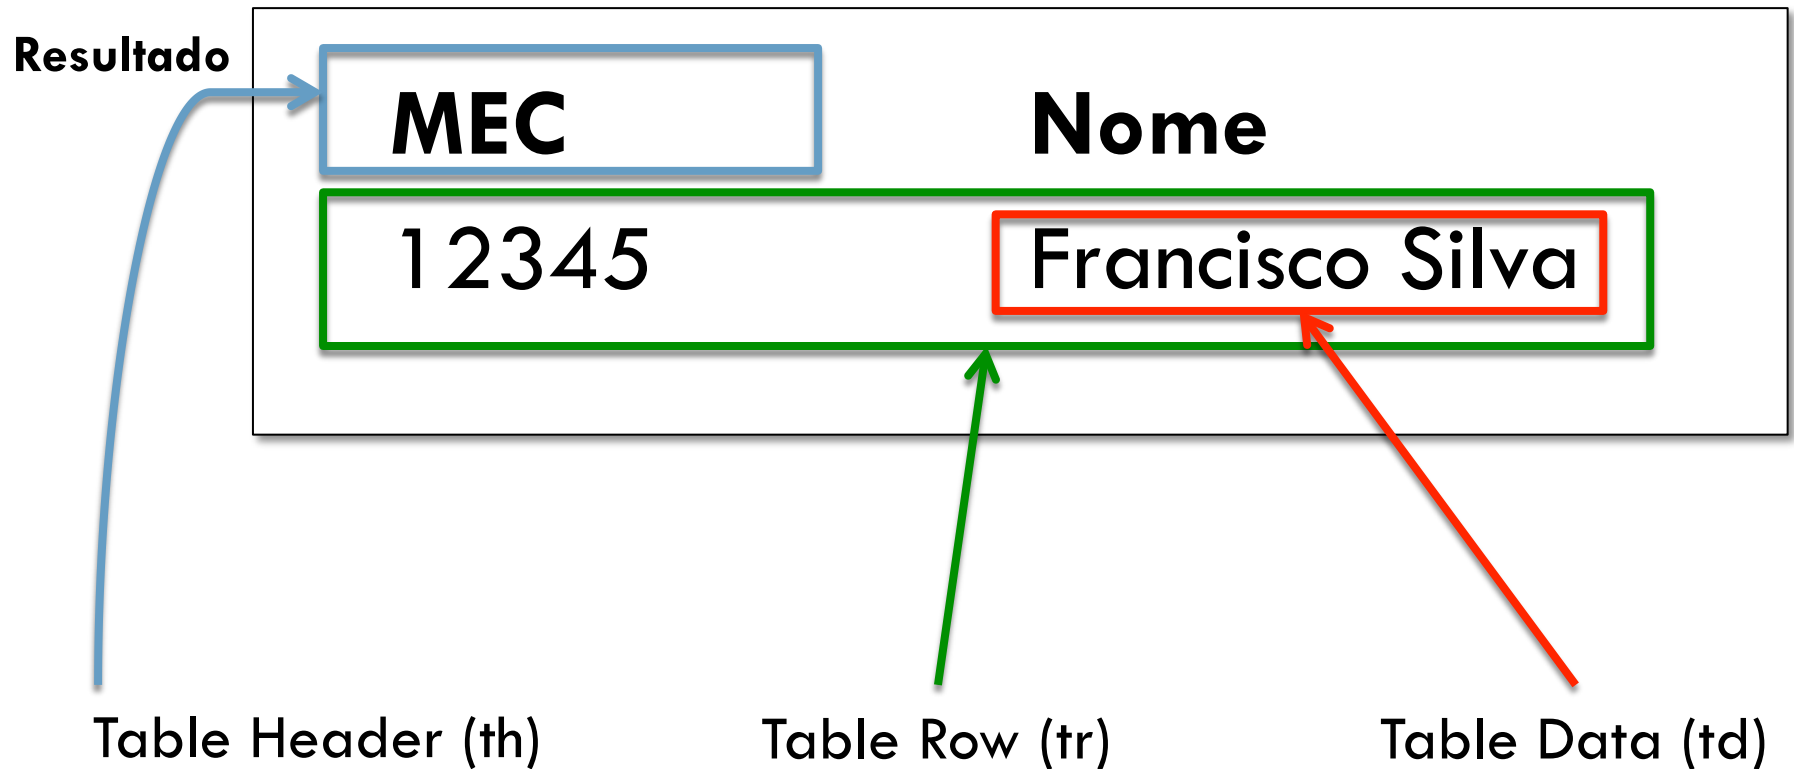 Resultado
MEC Nome
12345 Francisco Silva
Table Header (th) Table Row (tr) Table Data (td)